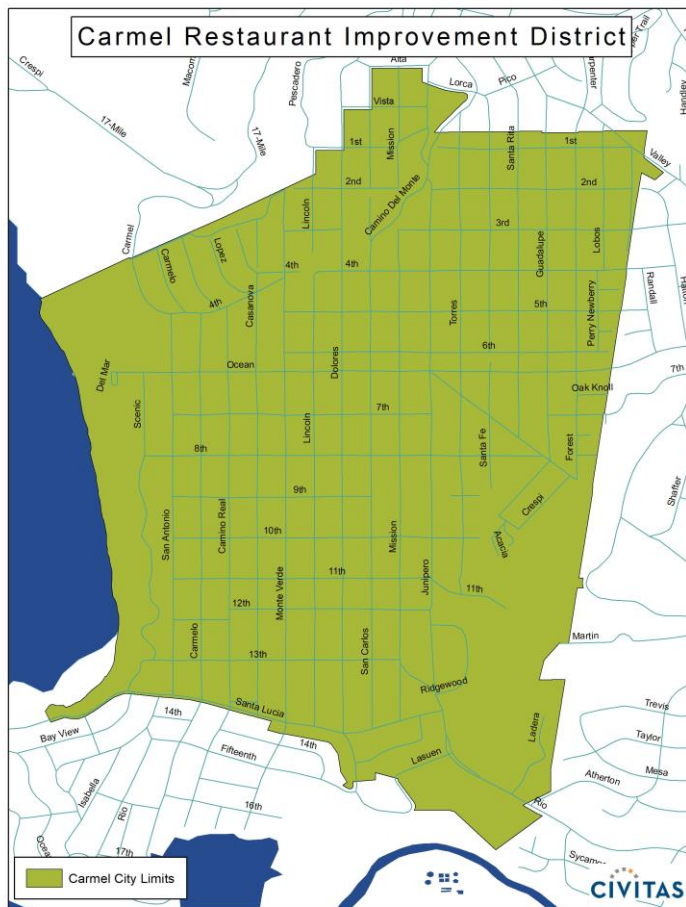 Carmel Restaurant Improvement District
Alta
Crespi
Pescadero
Lorca
Pico
Handley
17-Mile
Vista
17-Mile
1st
Mission
Santa Rita
1st
Valley
2nd
2nd
Camino Del Monte
Lincoln
3rd
Carmel
Lopez
Guadalupe
Lobos
Carmelo
4th
4th
4th
Randall
Casanova
Torres
5th
Perry Newberry
6th
Ocean
Dolores
Del Mar
7th
Oak Knoll
Scenic
7th
Lincoln
8th
Santa Fe
Forest
9th
Shafter
Crespi
San Antonio
Camino Real
10th
Mission
Acacia
11th
Junipero
11th
Monte Verde
12th
Martin
Carmelo
San Carlos
13th
Ridgewood
Santa Lucia
Trevis
14th
Ladera
Bay View
14th
Taylor
Fifteenth
Lasuen
Mesa
Atherton
Isabella
Rio
16th
Rio
17th
Carmel City Limits
CIVITAS